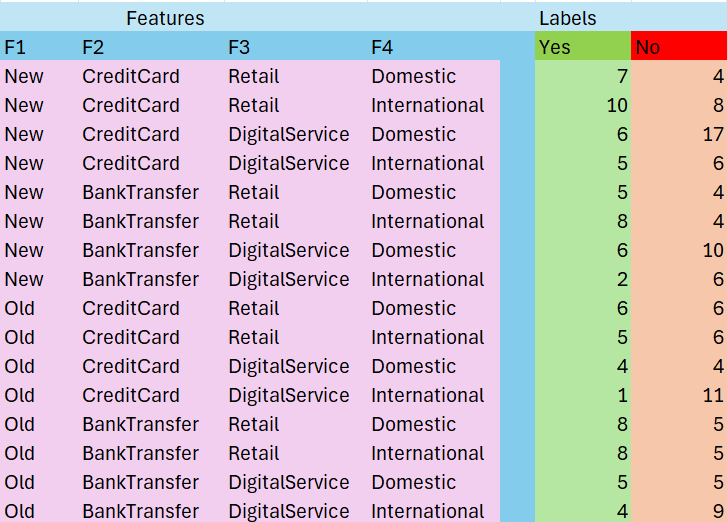 Features Labels
F1 F2 F3 F4 Yes No
New CreditCard Retail Domestic 7 4
New CreditCard Retail International 10 8
New CreditCard DigitalService Domestic 6 17
New CreditCard DigitalService International 5 6
New BankTransfer Retail Domestic 5 4
New BankTransfer Retail International 8 4
New BankTransfer DigitalService Domestic 6 10
New BankTransfer DigitalService International 2 6
Old CreditCard Retail Domestic 6 6
Old CreditCard Retail International 5 6
Old CreditCard DigitalService Domestic 4 4
Old CreditCard DigitalService International 1 11
Old BankTransfer Retail Domestic 8 5
Old BankTransfer Retail International 8 5
Old BankTransfer DigitalService Domestic 5 5
Old BankTransfer DigitalService International 4 9